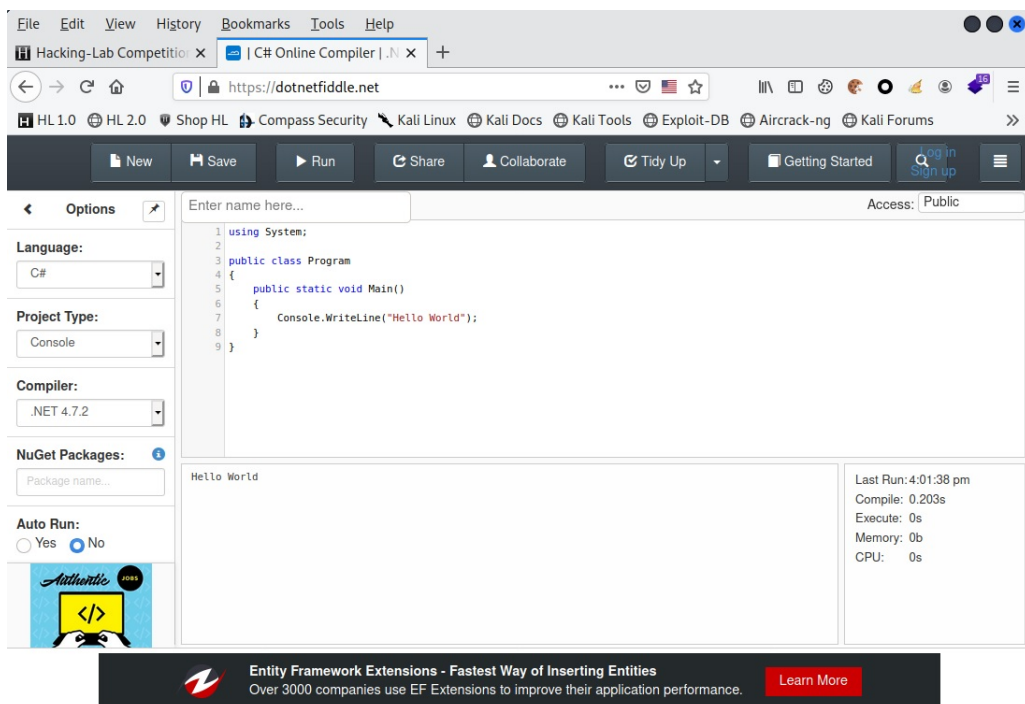 File Edit View History Bookmarks Tools Help
Hacking-Lab Competitio
| C# Online Compiler | .N
https://dotnetfiddle.net
16
HL 1.0 HL 2.0 Shop HL Compass Security Kali Linux Kali Docs Kali Tools Exploit-DB Aircrack-ng Kali Forums
New Save Run Share Collaborate Tidy Up Getting Started Log in
Sign up
Options
Enter name here...
Access: Public
Language:
C#
Project Type:
Console
Compiler:
.NET 4.7.2
NuGet Packages:
Package name...
Auto Run:
Yes No
Authentic JOBS
</>
1 using System;
2
3 public class Program
4 {
5 public static void Main()
6 {
7 Console.WriteLine("Hello World");
8 }
9 }
Hello World
Last Run: 4:01:38 pm
Compile: 0.203s
Execute: 0s
Memory: 0b
CPU: 0s
Entity Framework Extensions - Fastest Way of Inserting Entities
Over 3000 companies use EF Extensions to improve their application performance.
Learn More